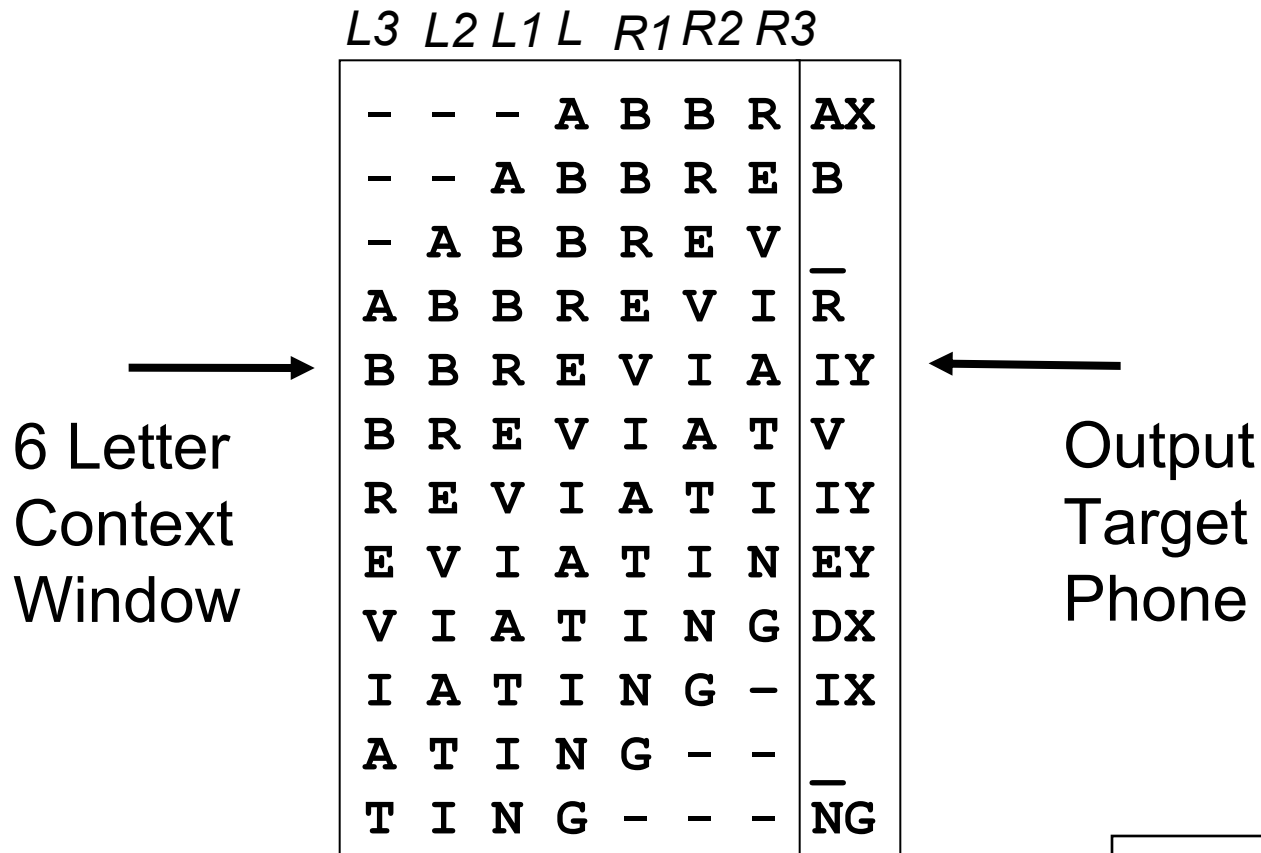 L3 L2 L1 L R1 R2 R3
- - - A B B R AX
- - A B B R E B
- A B B R E V _
A B B R E V I R
B B R E V I A IY
B R E V I A T V
R E V I A T I IY
E V I A T I N EY
V I A T I N G DX
I A T I N G - IX
A T I N G - - _
T I N G - - - NG
6 Letter
Context
Window
Output
Target
Phone